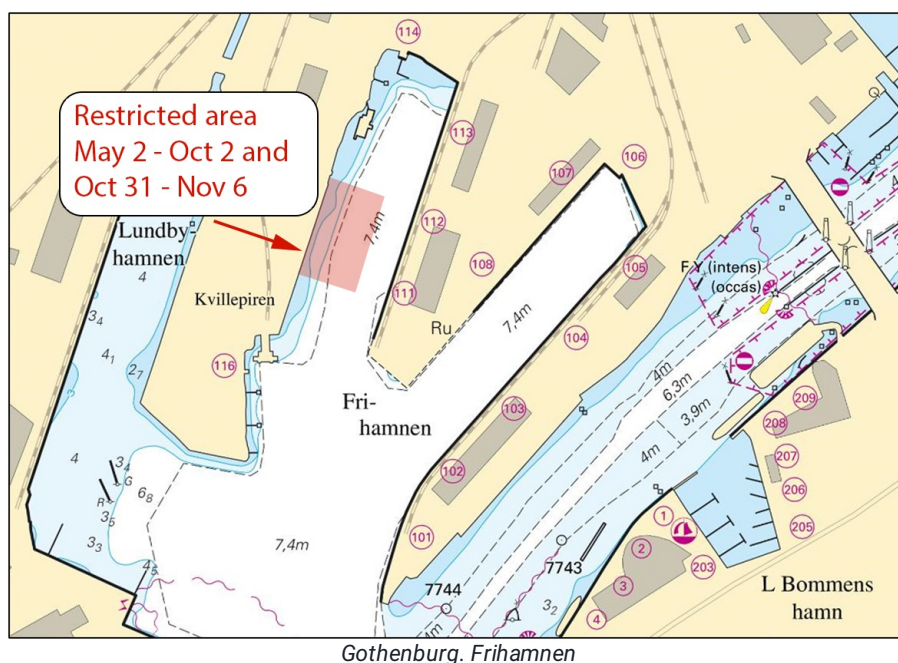 114
Restricted area
May 2 - Oct 2 and
Oct 31 - Nov 6
113
106
107
Lundby
hamnen
112
7,4m
108
105
F Y (intens)
(occas)
4
Kvillepiren
111
Ru
7,4m
104
3₄
4₁
2₇
116
4m
6,3m
3,9m
4m
Fri-
hamnen
103
209
208
207
206
205
4
3₄
G
R
6₈
3₆
3₃
4₅
102
101
7,4m
1
2
3
4
203
7743
7744
3₂
4m
L Bommens
hamn
Gothenburg. Frihamnen